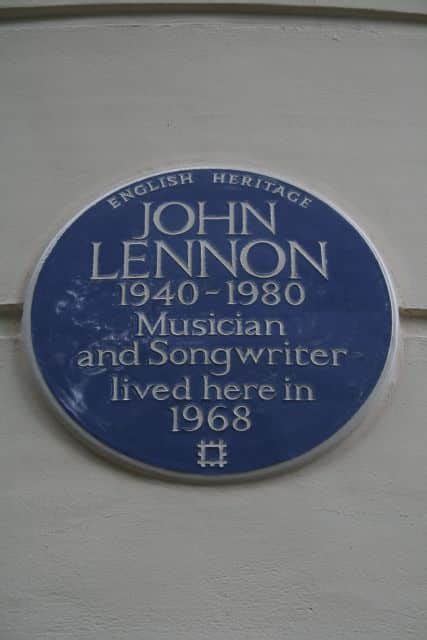 ENGLISH HERITAGE
JOHN
LENNON
1940-1980
Musician
and Songwriter
lived here in
1968